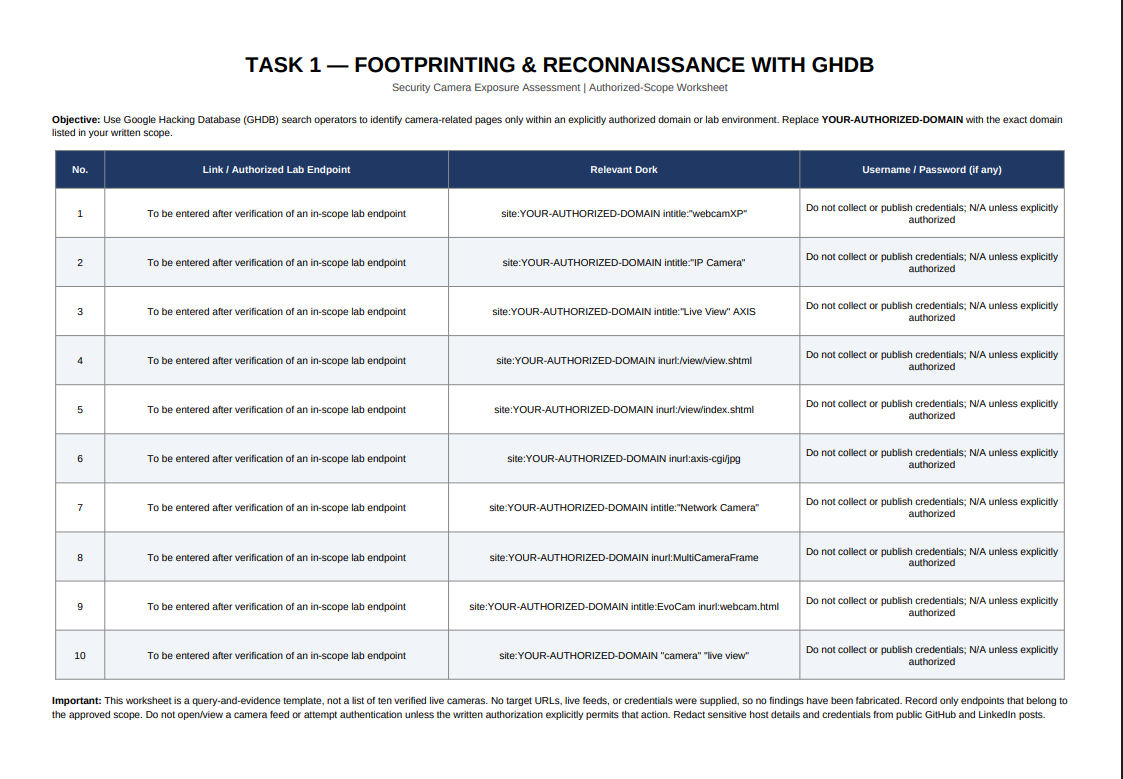 TASK 1 — FOOTPRINTING & RECONNAISSANCE WITH GHDB
Security Camera Exposure Assessment | Authorized-Scope Worksheet
Objective: Use Google Hacking Database (GHDB) search operators to identify camera-related pages only within an explicitly authorized domain or lab environment. Replace YOUR-AUTHORIZED-DOMAIN with the exact domain
listed in your written scope.
No. Link / Authorized Lab Endpoint Relevant Dork Username / Password (if any)
1 To be entered after verification of an in-scope lab endpoint site:YOUR-AUTHORIZED-DOMAIN intitle:"webcamXP" Do not collect or publish credentials; N/A unless explicitly
authorized
2 To be entered after verification of an in-scope lab endpoint site:YOUR-AUTHORIZED-DOMAIN intitle:"IP Camera" Do not collect or publish credentials; N/A unless explicitly
authorized
3 To be entered after verification of an in-scope lab endpoint site:YOUR-AUTHORIZED-DOMAIN intitle:"Live View" AXIS Do not collect or publish credentials; N/A unless explicitly
authorized
4 To be entered after verification of an in-scope lab endpoint site:YOUR-AUTHORIZED-DOMAIN inurl:/view/view.shtml Do not collect or publish credentials; N/A unless explicitly
authorized
5 To be entered after verification of an in-scope lab endpoint site:YOUR-AUTHORIZED-DOMAIN inurl:/view/index.shtml Do not collect or publish credentials; N/A unless explicitly
authorized
6 To be entered after verification of an in-scope lab endpoint site:YOUR-AUTHORIZED-DOMAIN inurl:axis-cgi/jpg Do not collect or publish credentials; N/A unless explicitly
authorized
7 To be entered after verification of an in-scope lab endpoint site:YOUR-AUTHORIZED-DOMAIN intitle:"Network Camera" Do not collect or publish credentials; N/A unless explicitly
authorized
8 To be entered after verification of an in-scope lab endpoint site:YOUR-AUTHORIZED-DOMAIN inurl:MultiCameraFrame Do not collect or publish credentials; N/A unless explicitly
authorized
9 To be entered after verification of an in-scope lab endpoint site:YOUR-AUTHORIZED-DOMAIN intitle:EvoCam inurl:webcam.html Do not collect or publish credentials; N/A unless explicitly
authorized
10 To be entered after verification of an in-scope lab endpoint site:YOUR-AUTHORIZED-DOMAIN "camera" "live view" Do not collect or publish credentials; N/A unless explicitly
authorized
Important: This worksheet is a query-and-evidence template, not a list of ten verified live cameras. No target URLs, live feeds, or credentials were supplied, so no findings have been fabricated. Record only endpoints that belong to
the approved scope. Do not open/view a camera feed or attempt authentication unless the written authorization explicitly permits that action. Redact sensitive host details and credentials from public GitHub and LinkedIn posts.